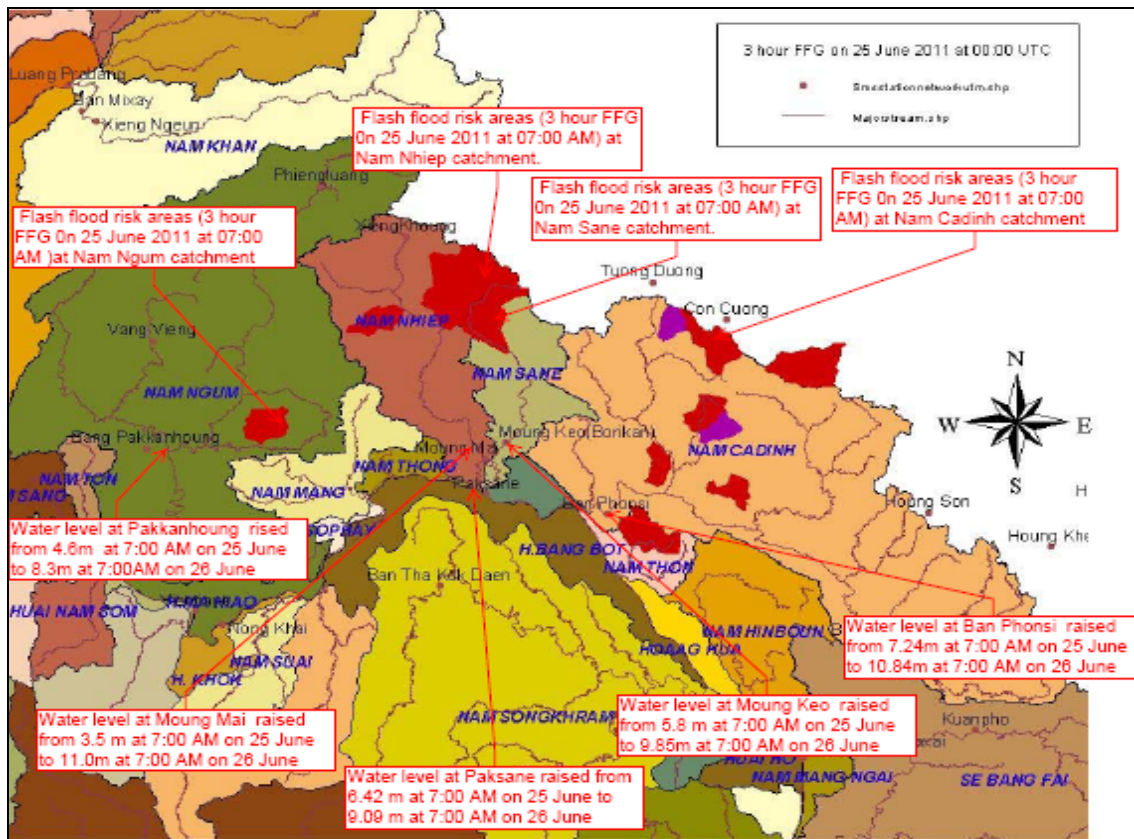 3 hour FFG on 25 June 2011 at 00:00 UTC
Majorstream.shp
Luang Prabang
Ban Mixay
Xieng Ngeun
NAM KHAN
Phiengluang
Flash flood risk areas (3 hour FFG
0n 25 June 2011 at 07:00 AM) at
Nam Nhiep catchment.
Flash flood risk areas (3 hour FFG
0n 25 June 2011 at 07:00 AM) at
Nam Sane catchment.
Flash flood risk areas (3 hour
FFG 0n 25 June 2011 at 07:00
AM) at Nam Cadinh catchment
Flash flood risk areas (3 hour
FFG 0n 25 June 2011 at 07:00
AM )at Nam Ngum catchment
XiengKhoung
Tuong Duong
Con Cuong
Vang Vieng
NAM NHIEP
NAM SANE
NAM NGUM
Bang Pakkanhoung
Moung Keo(Borikan)
NAM CADINH
N
W
E
S
Moung Mai
NAM THONG
NAM TON
NAM MANG
Paksane
Ban Phonsi
Hoong Son
H
M SANG
SOPHAY
Water level at Pakkanhoung rised
from 4.6m at 7:00 AM on 25 June
to 8.3m at 7:00AM on 26 June
H.BANG BOT
NAM THON
Houng Khe
Ban Tha Kok Daen
HUAI NAM SOM
H.MA HIAO
Nong Khai
NAM SUAI
H. KHOK
NAM HINBOUN
HOAAG HUA
Water level at Ban Phonsi raised
from 7.24m at 7:00 AM on 25 June
to 10.84m at 7:00 AM on 26 June
Water level at Moung Mai raised
from 3.5 m at 7:00 AM on 25 June
to 11.0m at 7:00 AM on 26 June
NAM SONGKHRAM
Water level at Moung Keo raised
from 5.8 m at 7:00 AM on 25 June
to 9.85m at 7:00 AM on 26 June
Kuanpho
HUAI HO
NAM MANG NGAI
SE BANG FAI
Water level at Paksane raised from
6.42 m at 7:00 AM on 25 June to
9.09 m at 7:00 AM on 26 June